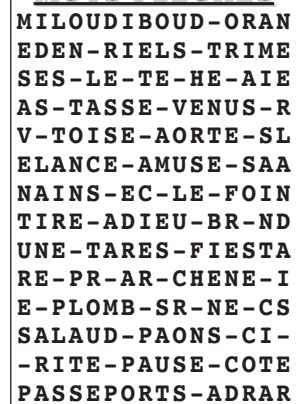 MILOUDIBOUD-ORAN
EDEN-RIELS-TRIME
SES-LE-TE-HE-AIE
AS-TASSE-VENUS-R
V-TOISE-AORTE-SL
ELANCE-AMUSE-SAA
NAINS-EC-LE-FOIN
TIRE-ADIEU-BR-ND
UNE-TARES-FIESTA
RE-PR-AR-CHENE-I
E-PLOMB-SR-NE-CS
SALAUD-PAONS-CI-
-RITE-PAUSE-COTE
PASSEPORTS-ADRAR